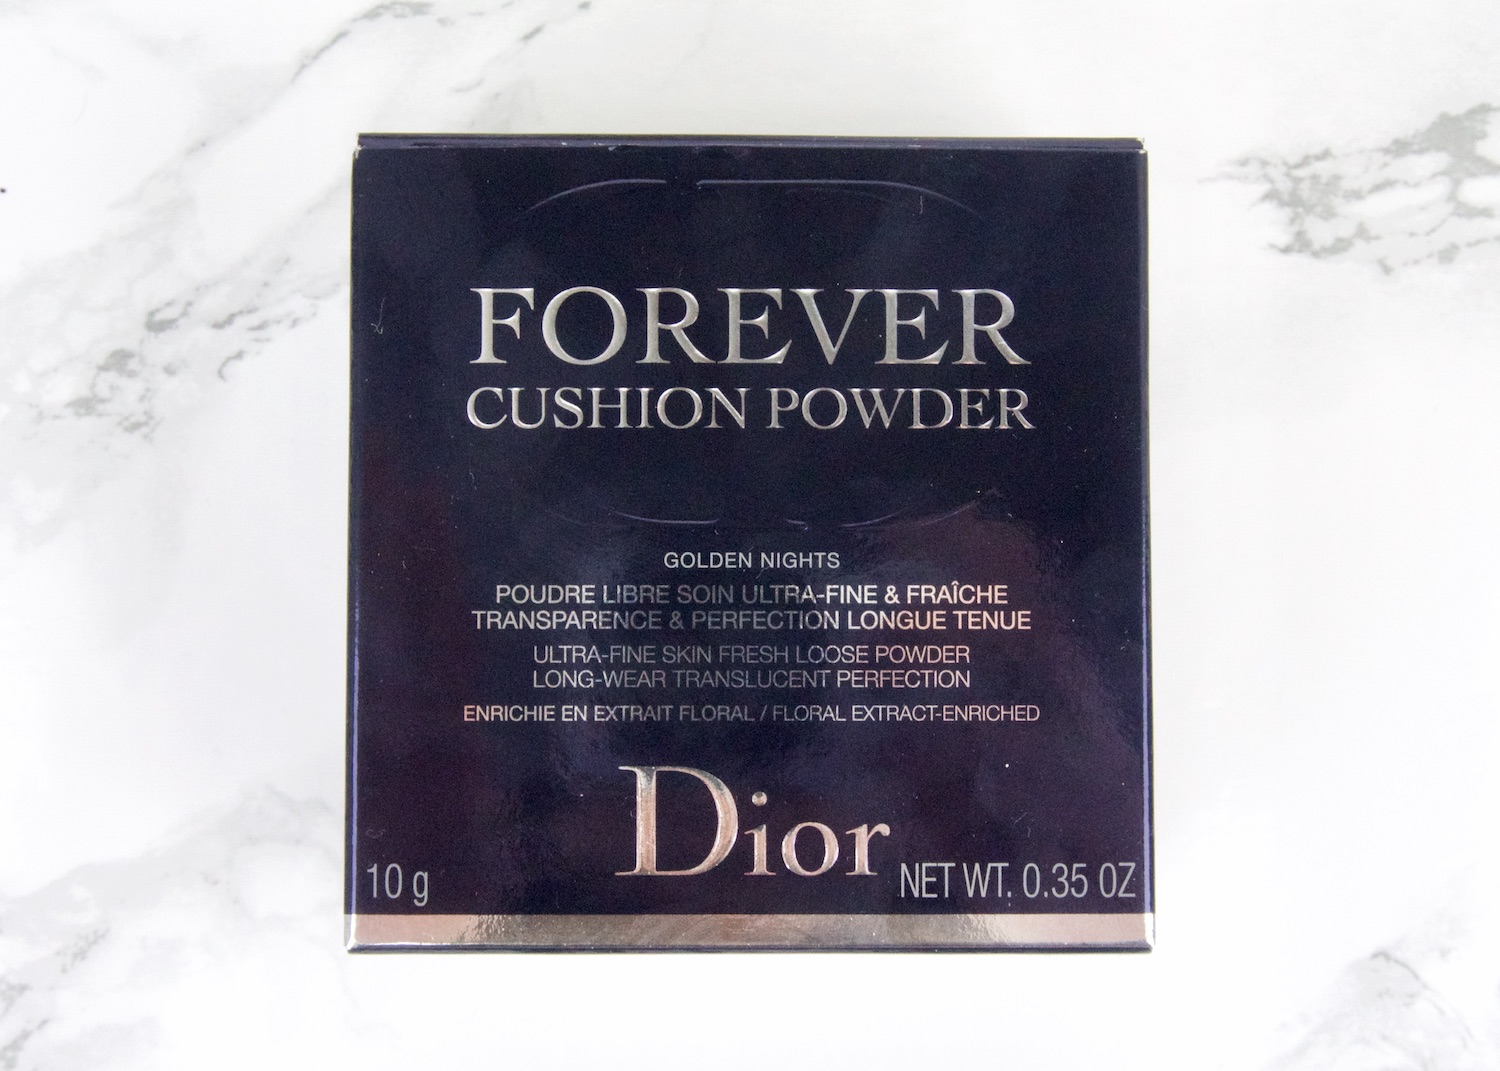 FOREVER
CUSHION POWDER
GOLDEN NIGHTS
POUDRE LIBRE SOIN ULTRA-FINE & FRAÎCHE
TRANSPARENCE & PERFECTION LONGUE TENUE
ULTRA-FINE SKIN FRESH LOOSE POWDER
LONG-WEAR TRANSLUCENT PERFECTION
ENRICHIE EN EXTRAIT FLORAL / FLORAL EXTRACT-ENRICHED
Dior
10 g NET WT. 0.35 OZ